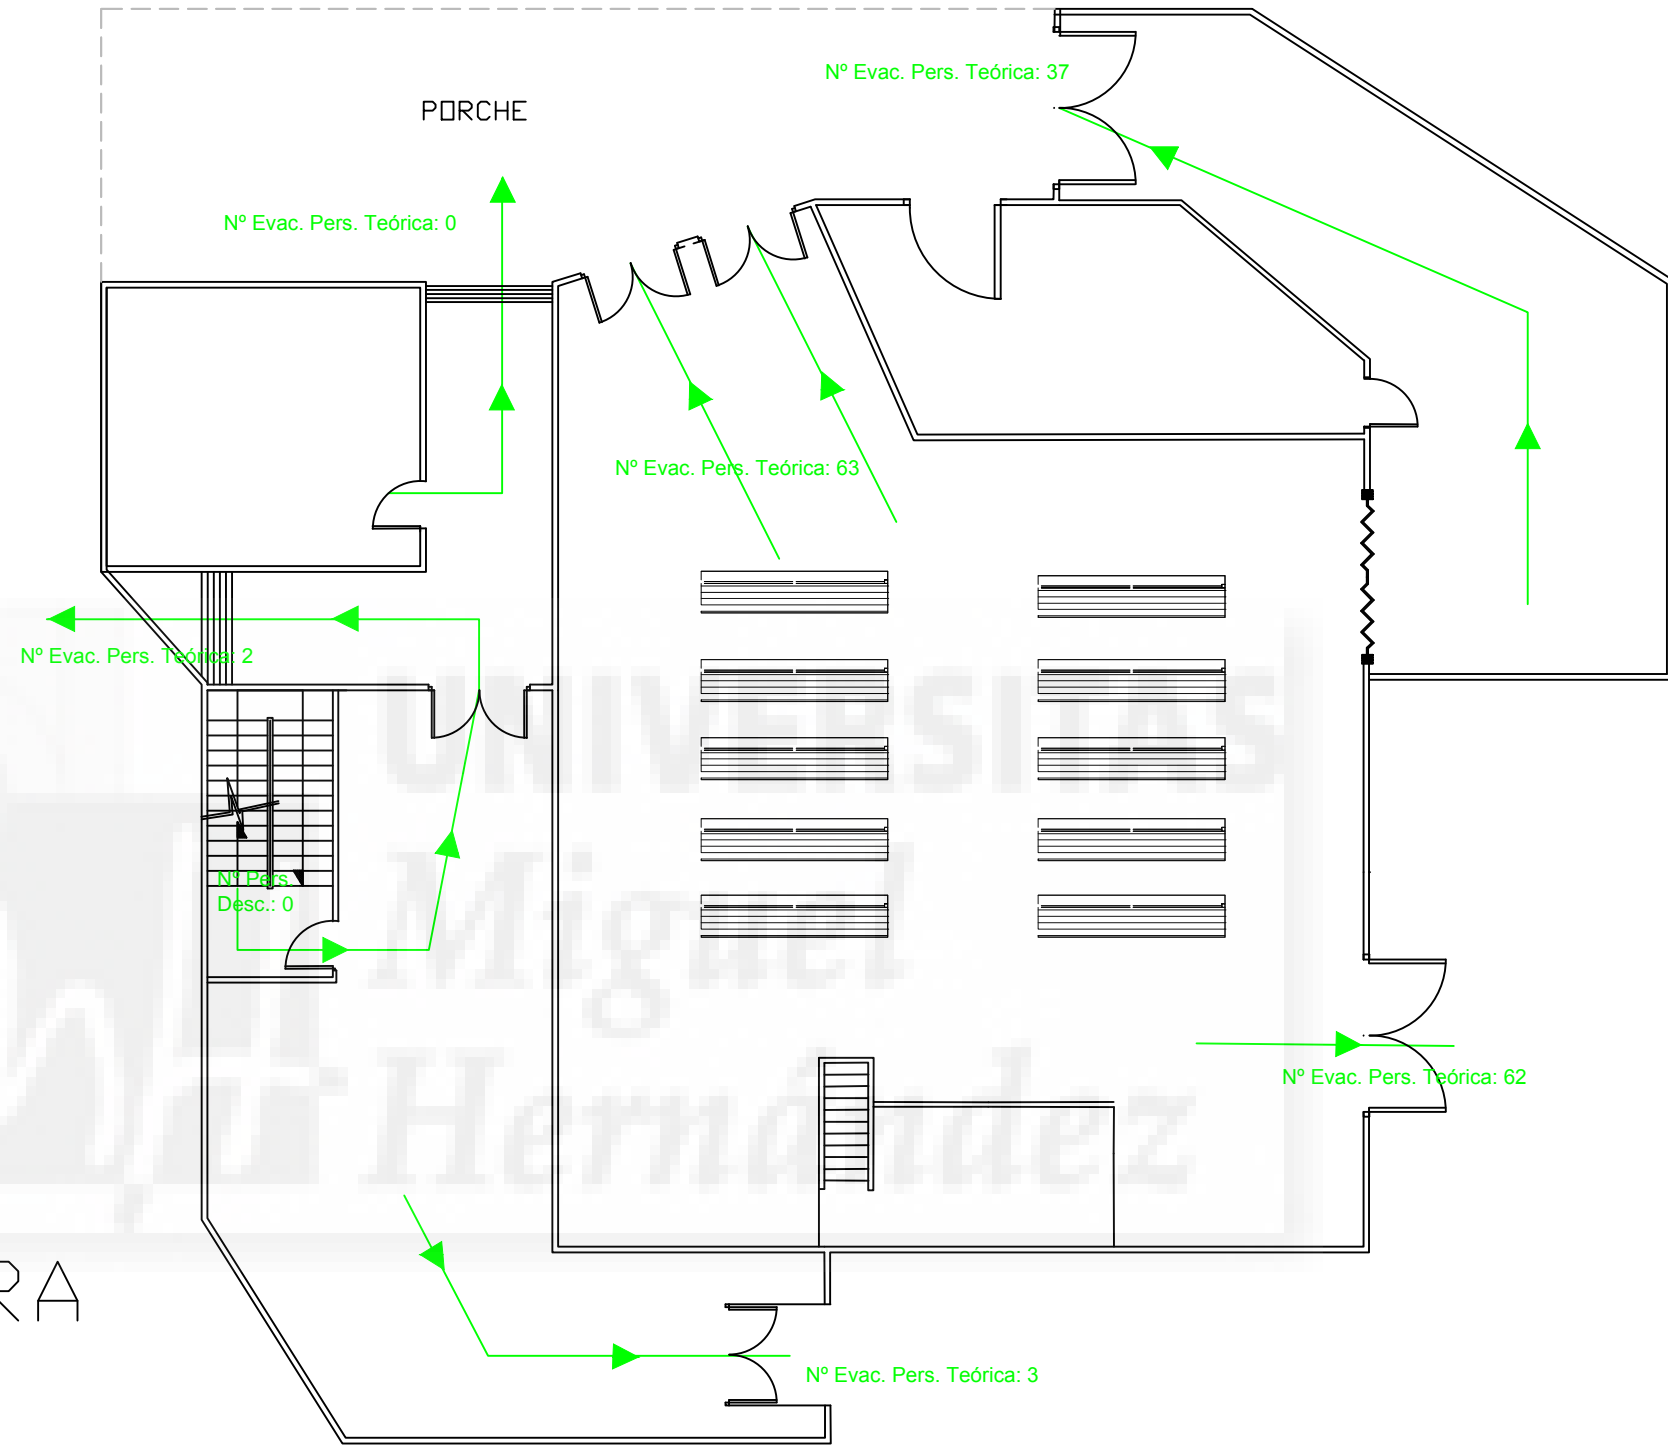 Nº Evac. Pers. Teórica: 37
PORCHE
Nº Evac. Pers. Teórica: 0
Nº Evac. Pers. Teórica: 63
Nº Evac. Pers. Teórica: 2
UNIVERSITAS
Nº Pers.
Desc.: 0
Miguel
Nº Evac. Pers. Teórica: 62
Hernández
RA
Nº Evac. Pers. Teórica: 3